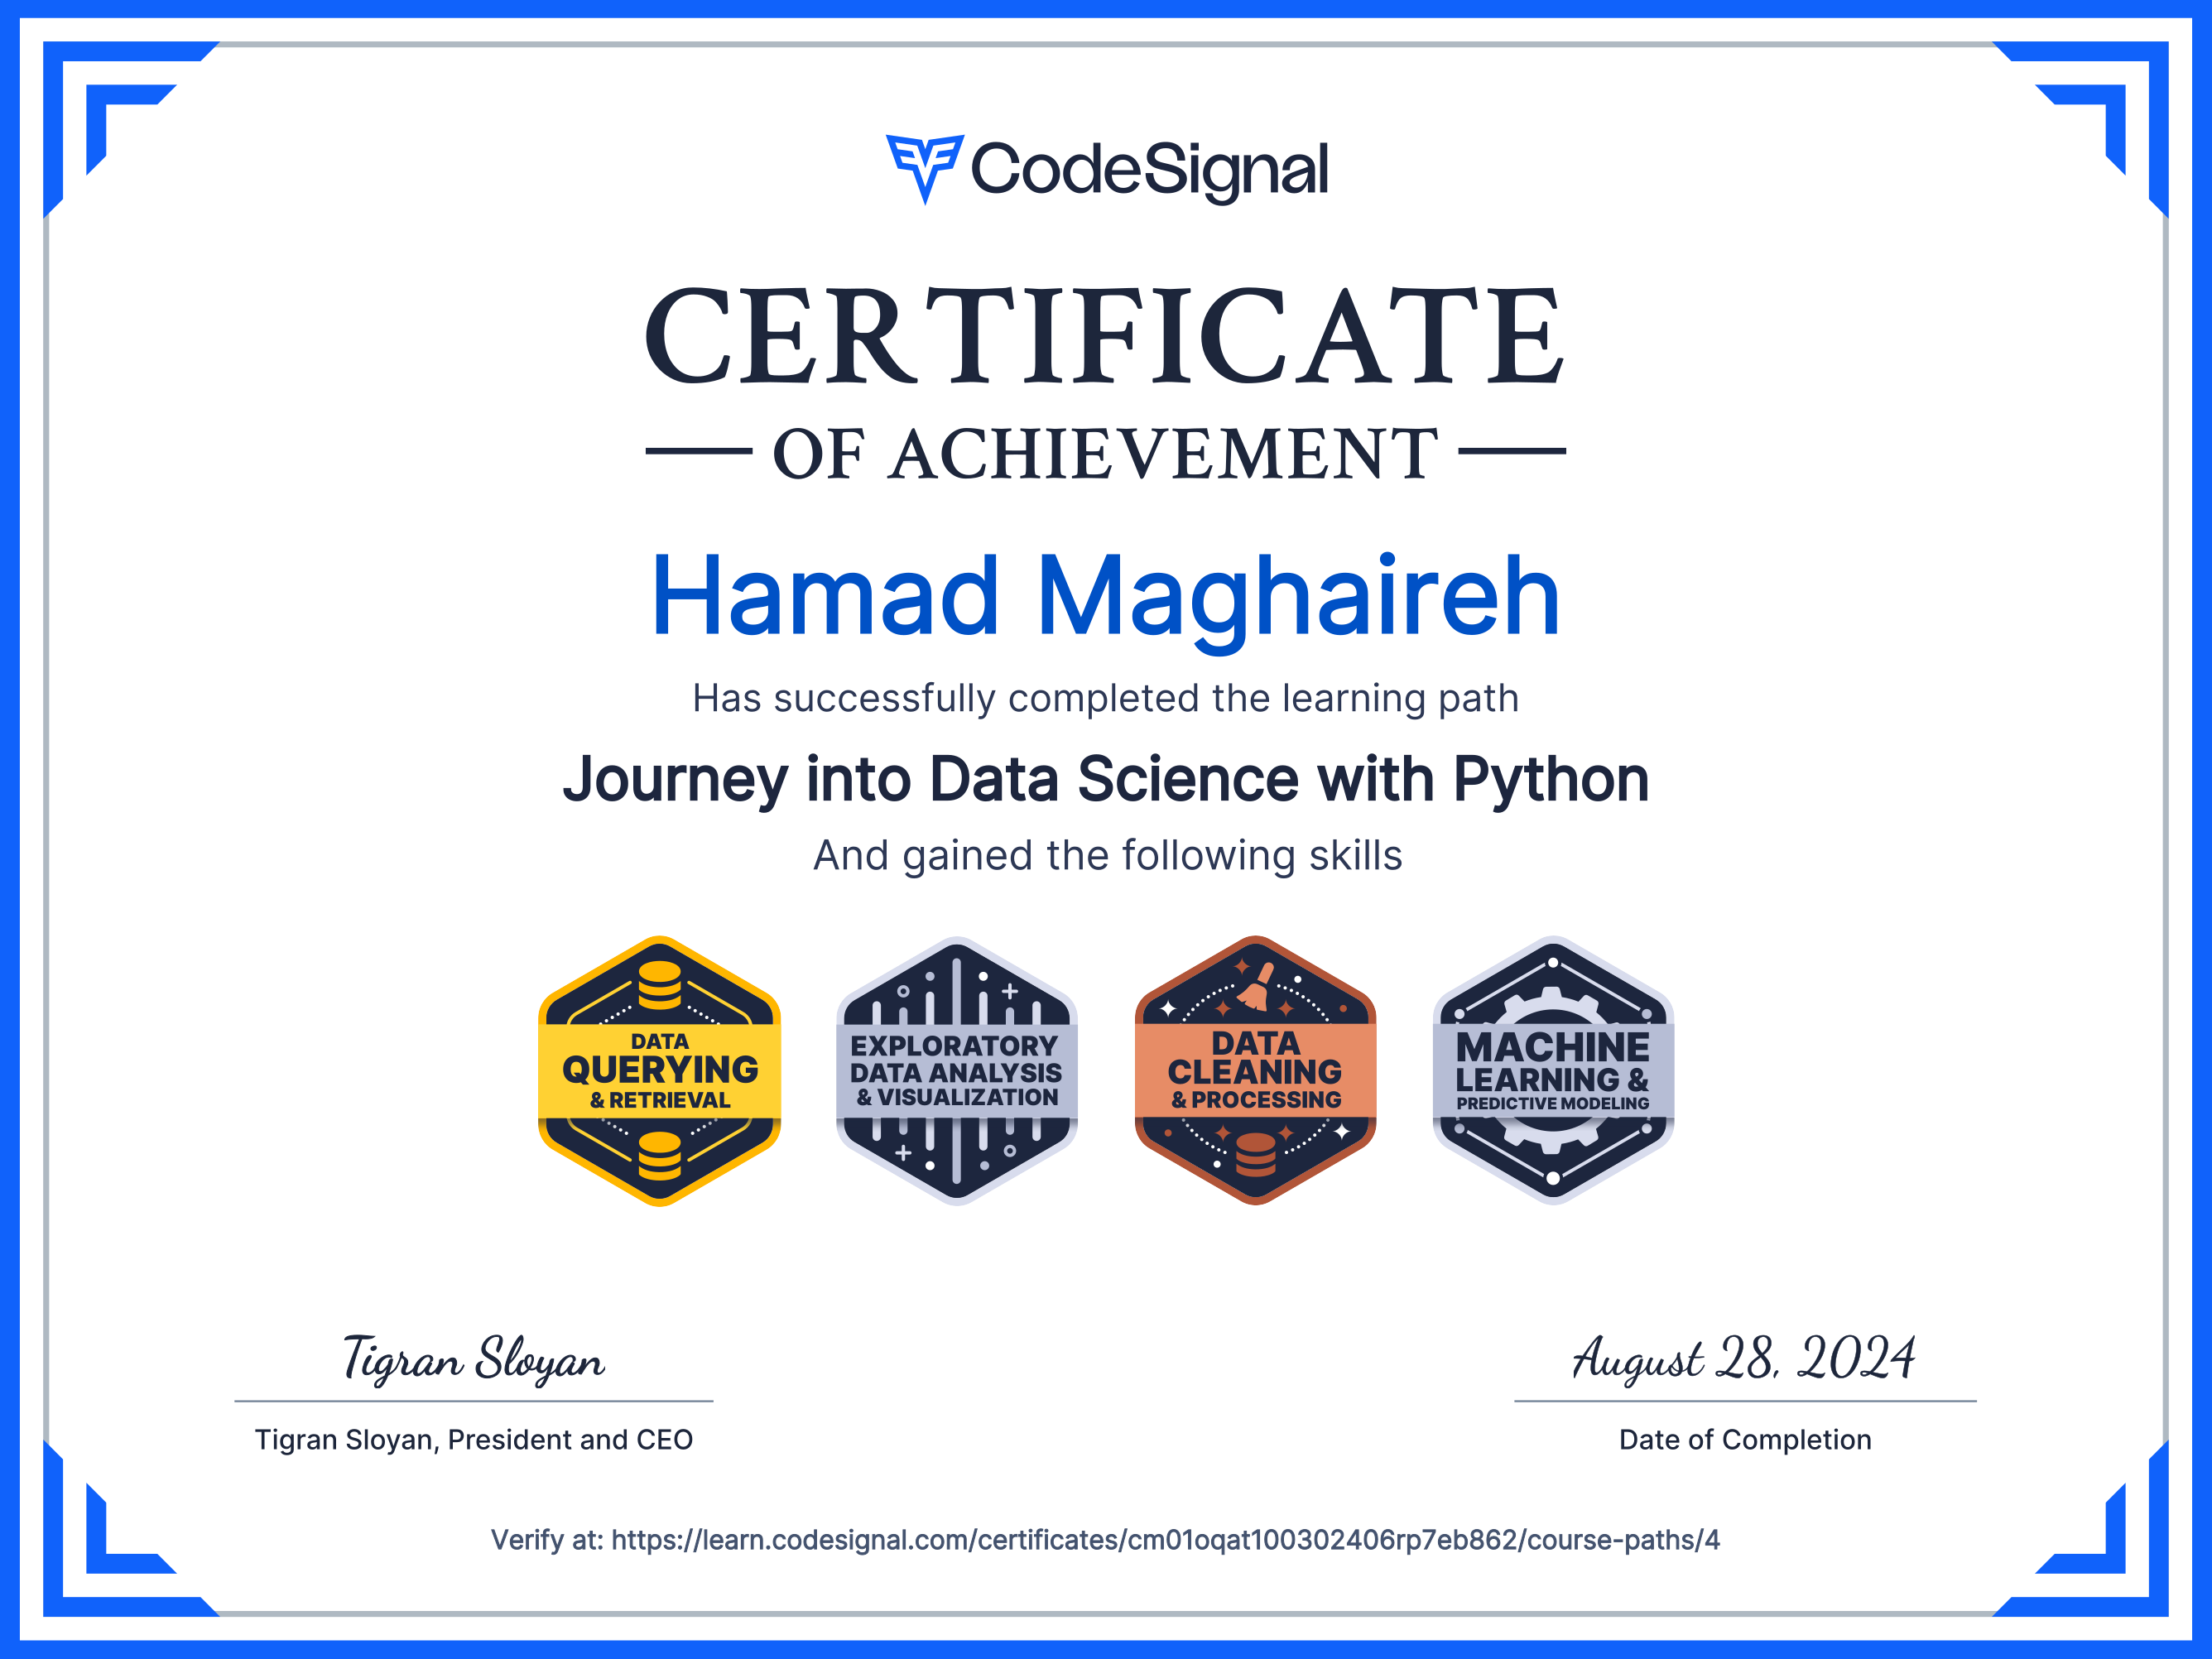 CodeSignal
CERTIFICATE
OF ACHIEVEMENT
Hamad Maghaireh
Has successfully completed the learning path
Journey into Data Science with Python
And gained the following skills
DATA
QUERYING
& RETRIEVAL
EXPLORATORY
DATA ANALYSIS
& VISUALIZATION
DATA
CLEANING
& PROCESSING
MACHINE
LEARNING &
PREDICTIVE MODELING
Tigran Sloyan
Tigran Sloyan, President and CEO
August 28, 2024
Date of Completion
Verify at: https://learn.codesignal.com/certificates/cm01oqat100302406rp7eb862/course-paths/4